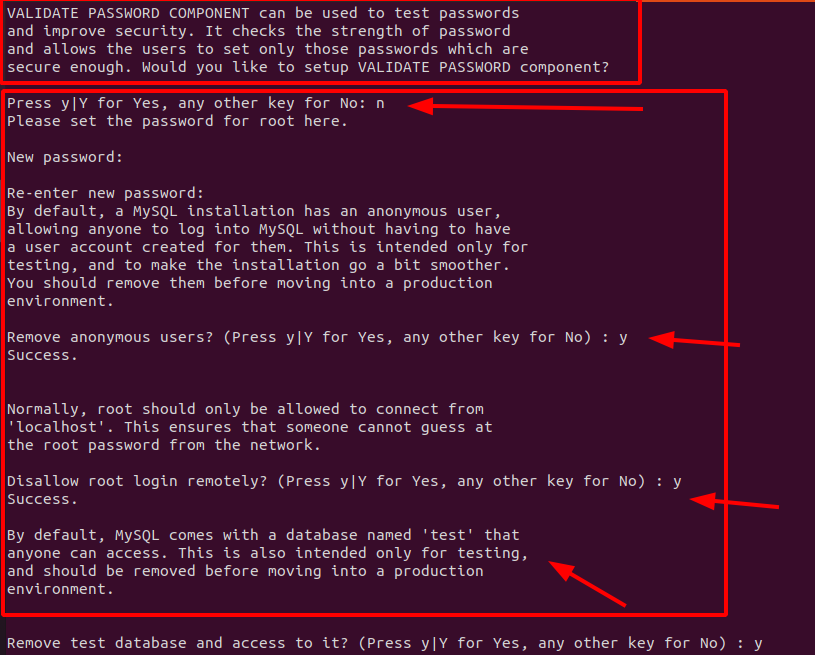 VALIDATE PASSWORD COMPONENT can be used to test passwords
and improve security. It checks the strength of password
and allows the users to set only those passwords which are
secure enough. Would you like to setup VALIDATE PASSWORD component?
Press y|Y for Yes, any other key for No: n
Please set the password for root here.
New password:
Re-enter new password:
By default, a MySQL installation has an anonymous user,
allowing anyone to log into MySQL without having to have
a user account created for them. This is intended only for
testing, and to make the installation go a bit smoother.
You should remove them before moving into a production
environment.
Remove anonymous users? (Press y|Y for Yes, any other key for No) : y
Success.
Normally, root should only be allowed to connect from
'localhost'. This ensures that someone cannot guess at
the root password from the network.
Disallow root login remotely? (Press y|Y for Yes, any other key for No) : y
Success.
By default, MySQL comes with a database named 'test' that
anyone can access. This is also intended only for testing,
and should be removed before moving into a production
environment.
Remove test database and access to it? (Press y|Y for Yes, any other key for No) : y